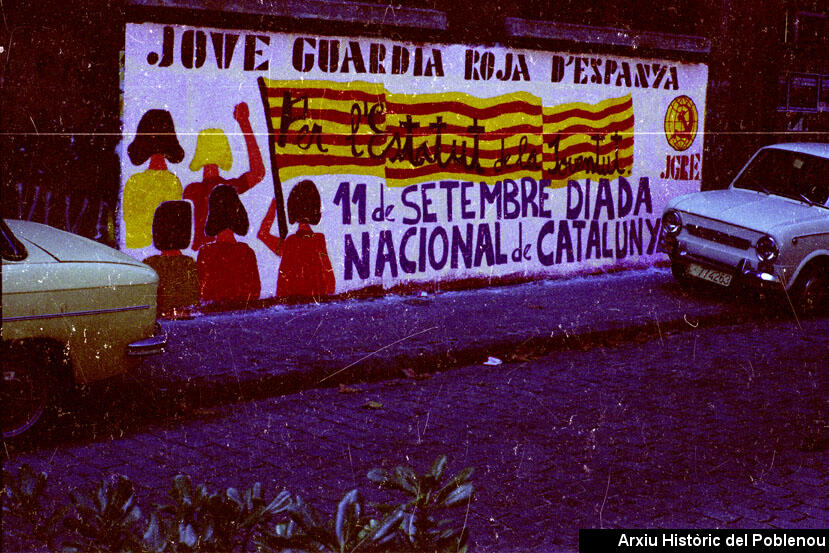 JOVE GUARDIA ROJA D'ESPANYA
Per l'Estatut de la Joventut.
JGRE
11 de SETEMBRE DIADA
NACIONAL de CATALUNYA
Arxiu Històric del Poblenou